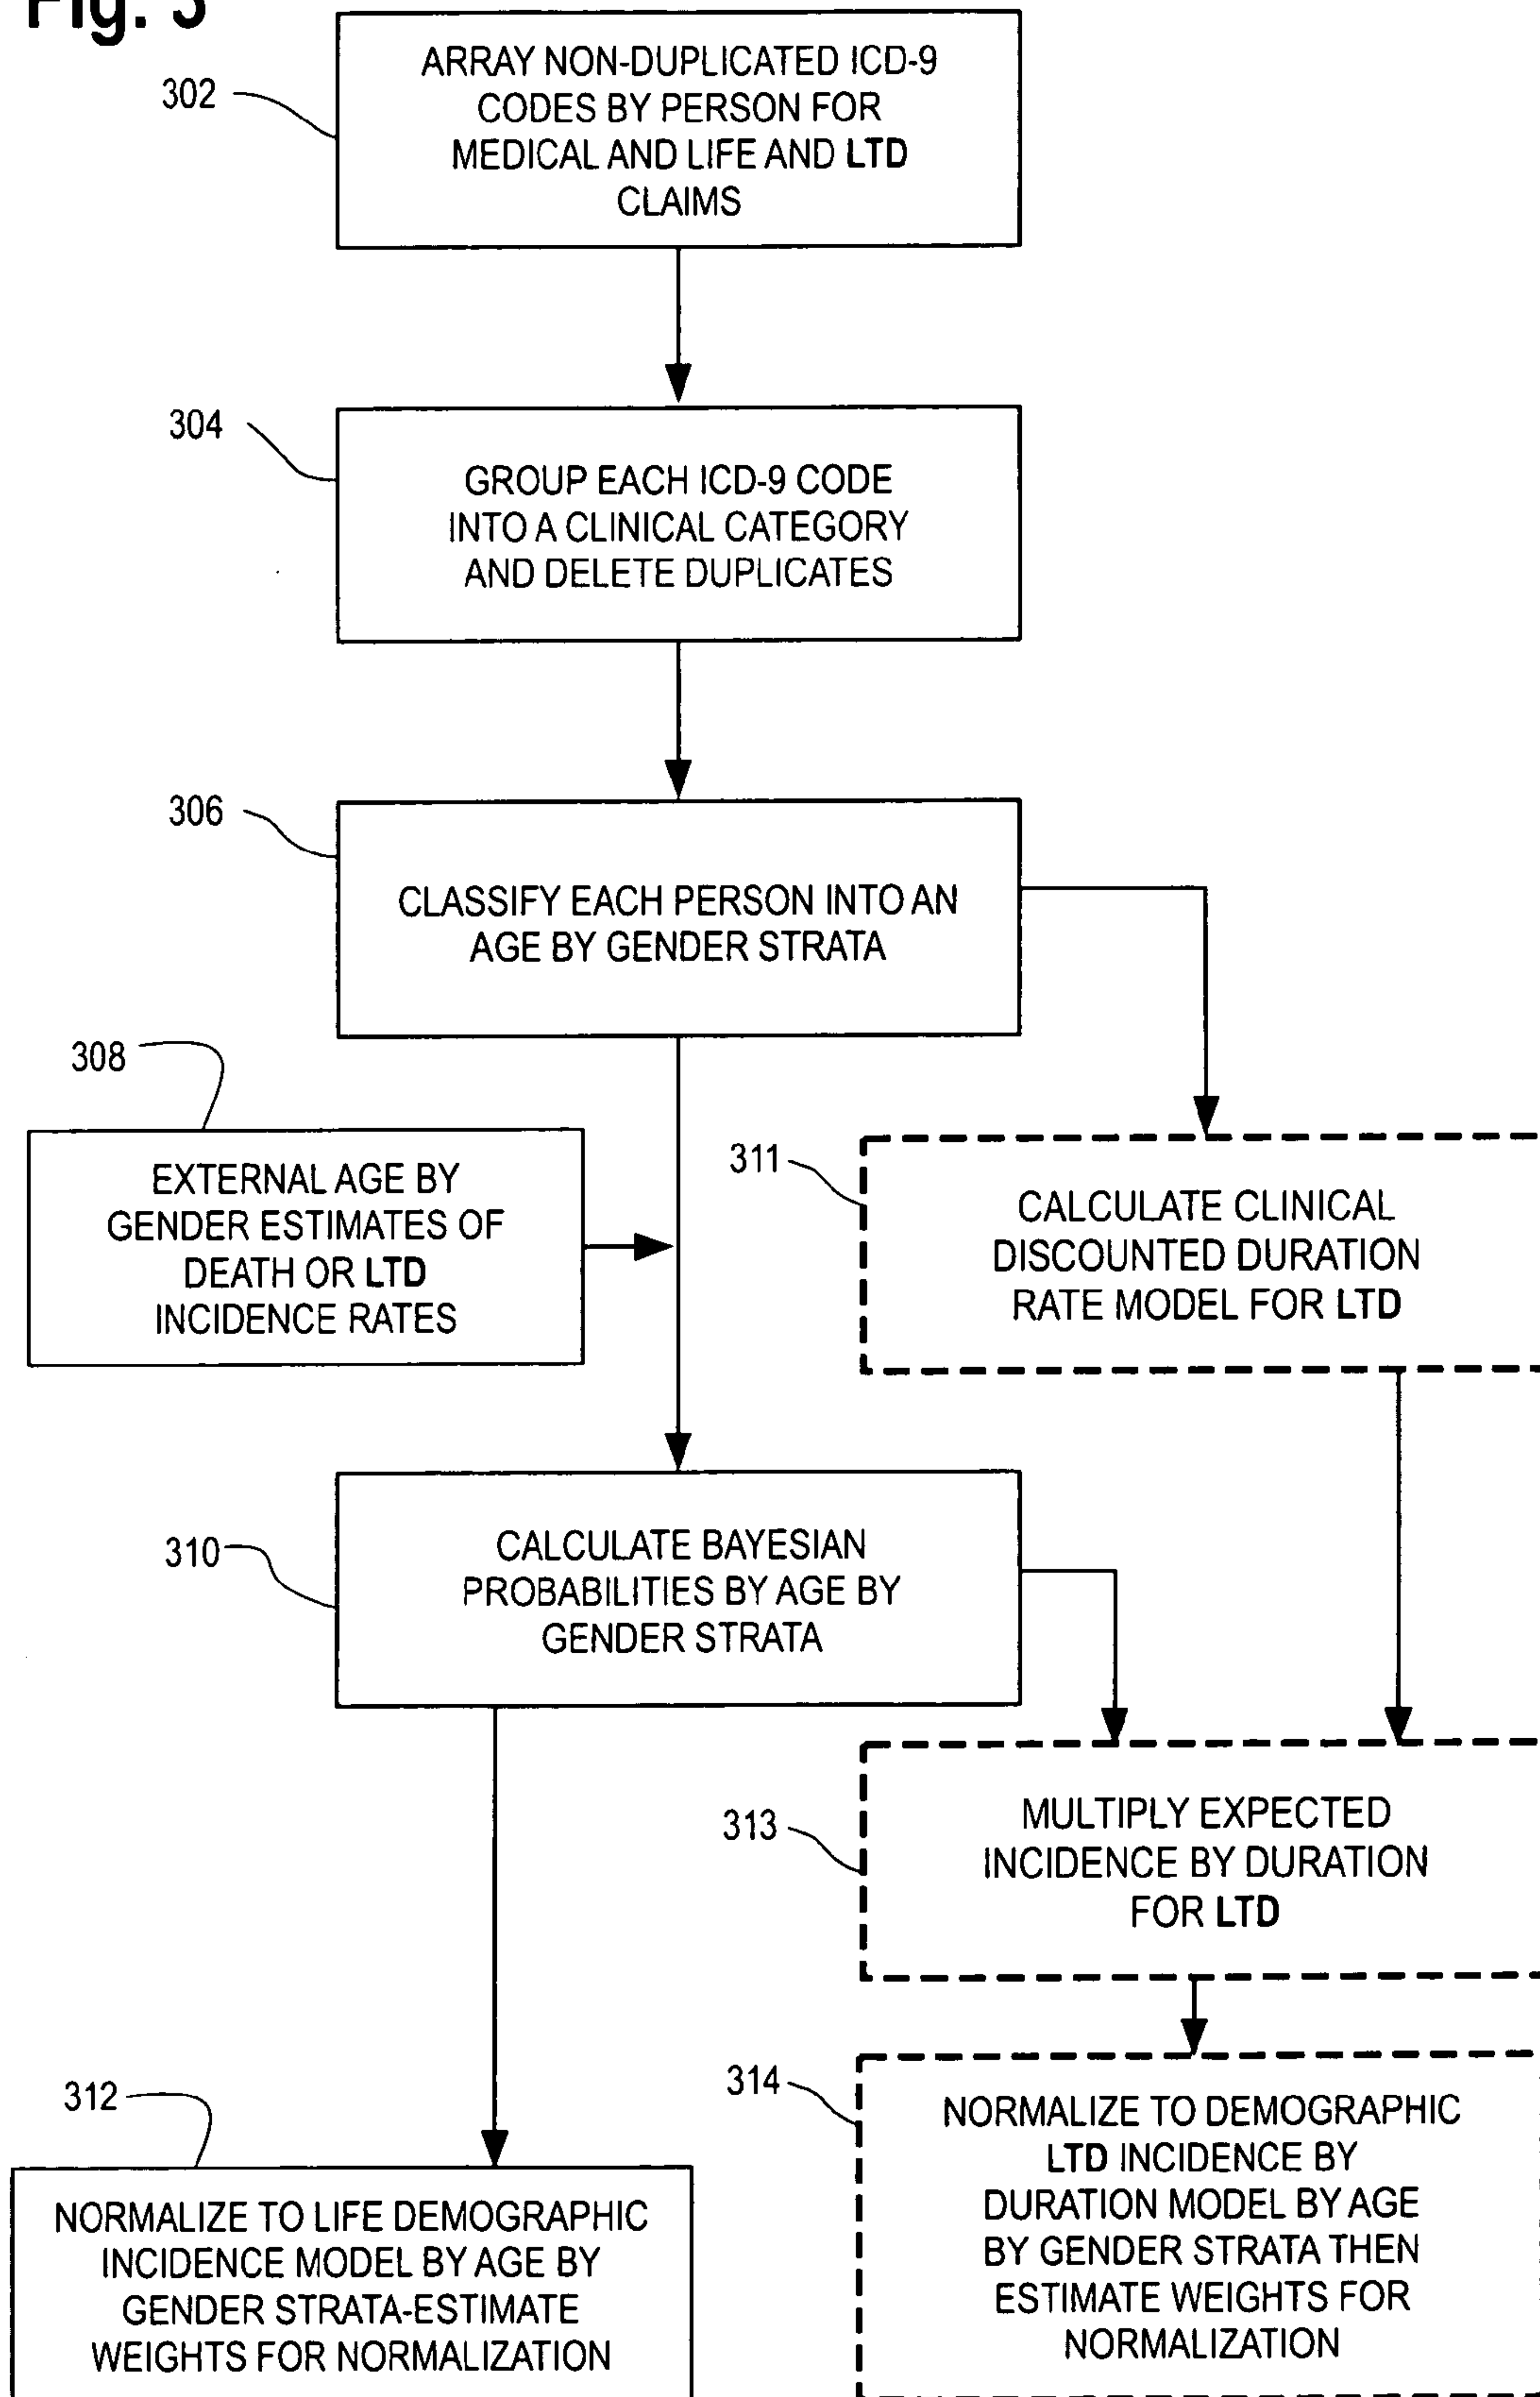 Fig. 3
302
ARRAY NON-DUPLICATED ICD-9
CODES BY PERSON FOR
MEDICAL AND LIFE AND LTD
CLAIMS
304
GROUP EACH ICD-9 CODE
INTO A CLINICAL CATEGORY
AND DELETE DUPLICATES
306
CLASSIFY EACH PERSON INTO AN
AGE BY GENDER STRATA
308
EXTERNAL AGE BY
GENDER ESTIMATES OF
DEATH OR LTD
INCIDENCE RATES
311
CALCULATE CLINICAL
DISCOUNTED DURATION
RATE MODEL FOR LTD
310
CALCULATE BAYESIAN
PROBABILITIES BY AGE BY
GENDER STRATA
313
MULTIPLY EXPECTED
INCIDENCE BY DURATION
FOR LTD
312
NORMALIZE TO LIFE DEMOGRAPHIC
INCIDENCE MODEL BY AGE BY
GENDER STRATA-ESTIMATE
WEIGHTS FOR NORMALIZATION
314
NORMALIZE TO DEMOGRAPHIC
LTD INCIDENCE BY
DURATION MODEL BY AGE
BY GENDER STRATA THEN
ESTIMATE WEIGHTS FOR
NORMALIZATION